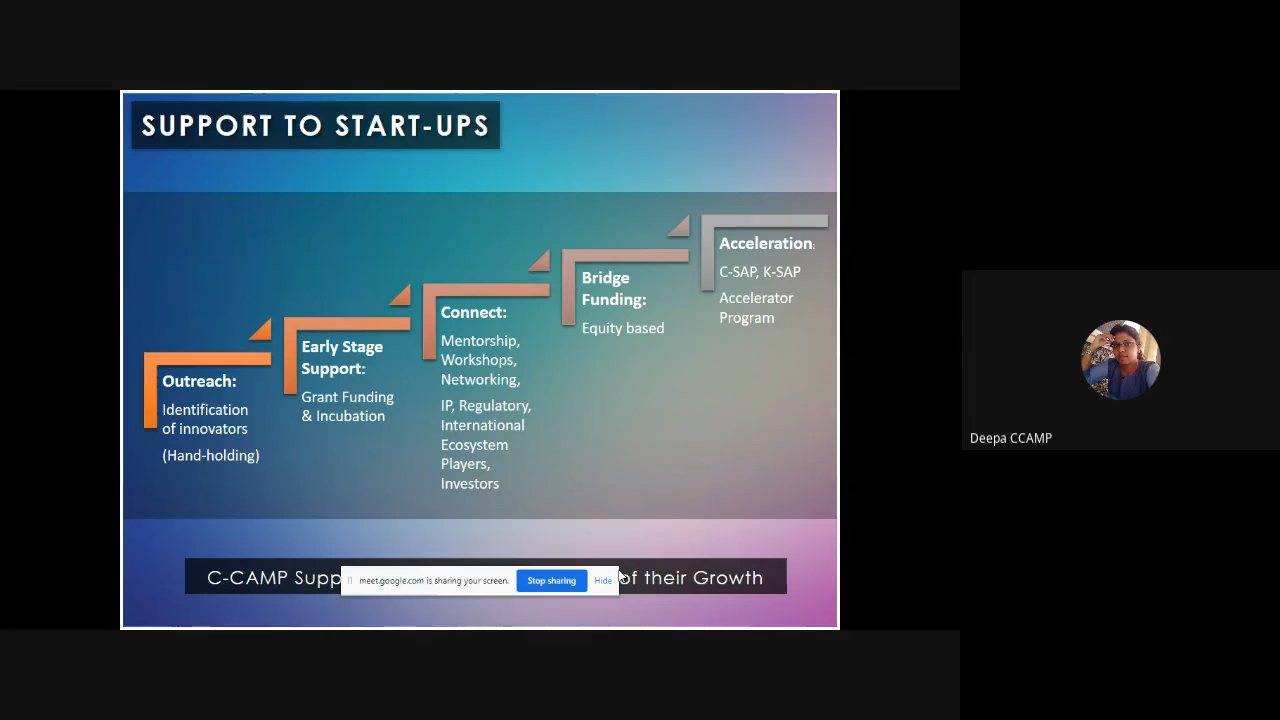 SUPPORT TO START-UPS
Outreach:
Identification
of innovators
(Hand-holding)
Early Stage
Support:
Grant Funding
& Incubation
Connect:
Mentorship,
Workshops,
Networking,
IP, Regulatory,
International
Ecosystem
Players,
Investors
Bridge
Funding:
Equity based
Acceleration:
C-SAP, K-SAP
Accelerator
Program
C-CAMP
of their Growth
meet.google.com is sharing your screen.
Stop sharing
Hide
Deepa CCAMP